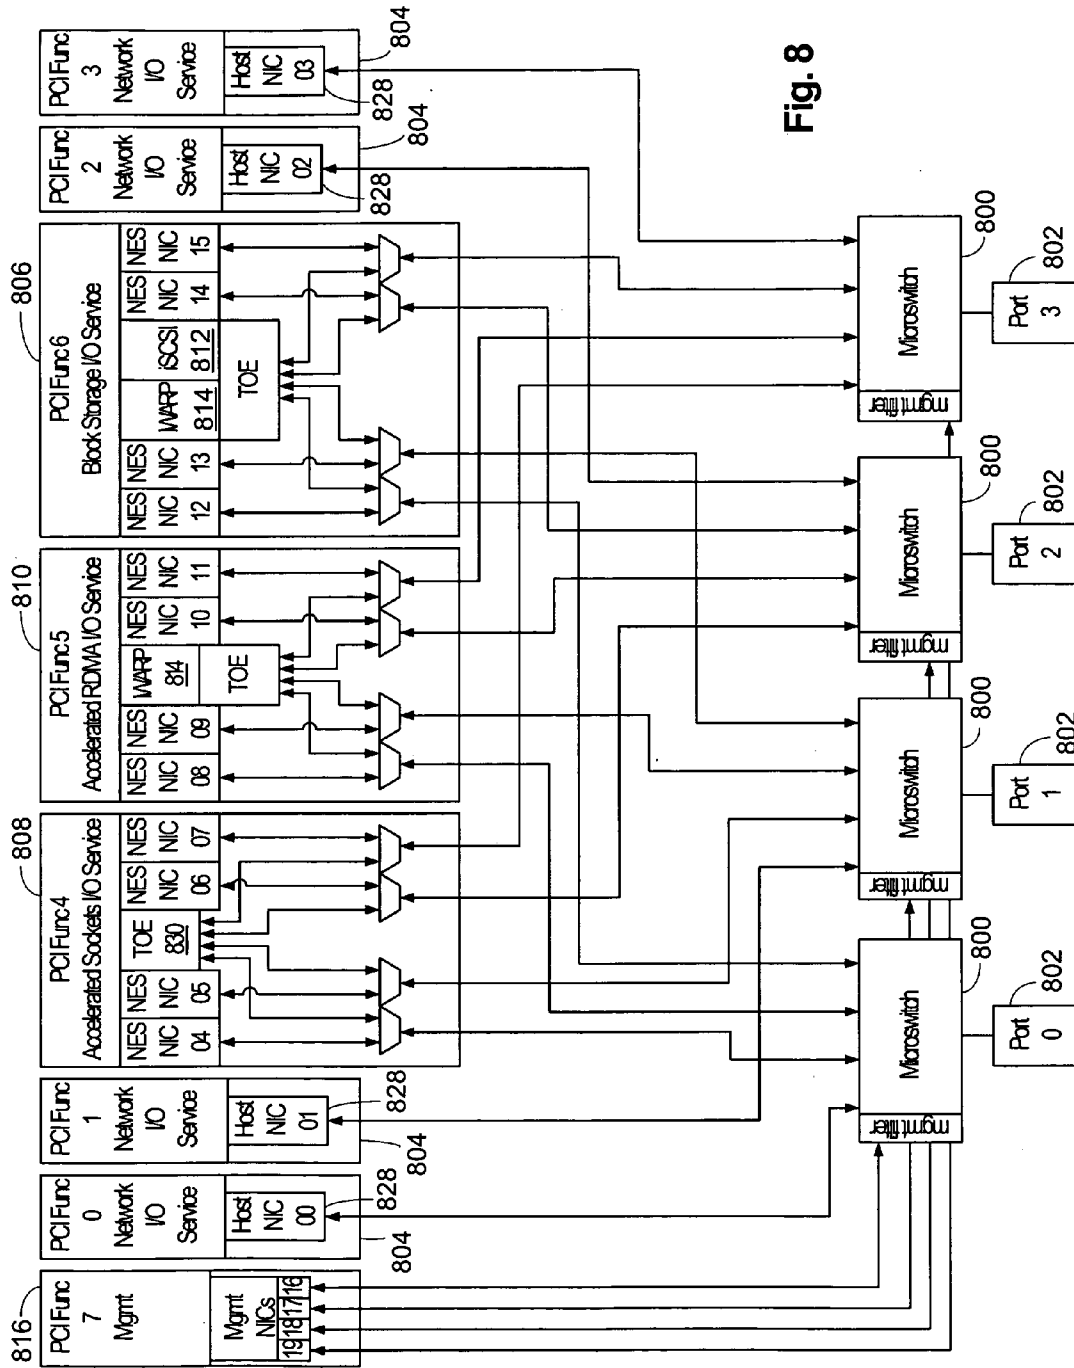 816
PCI Func
7
Mgmt
Mgmt
NICs
19 18 17 16
PCI Func
0
Network
I/O
Service
Host
NIC
00
828
804
PCI Func
1
Network
I/O
Service
Host
NIC
01
828
804
808
PCI Func 4
Accelerated Sockets I/O Service
NES
NIC
04
NES
NIC
05
TOE
830
NES
NIC
06
NES
NIC
07
810
PCI Func 5
Accelerated RDMA I/O Service
NES
NIC
08
NES
NIC
09
iWARP
814
TOE
NES
NIC
10
NES
NIC
11
806
PCI Func 6
Block Storage I/O Service
NES
NIC
12
NES
NIC
13
iWARP
814
iSCSI
812
TOE
NES
NIC
14
NES
NIC
15
PCI Func
2
Network
I/O
Service
Host
NIC
02
828
804
PCI Func
3
Network
I/O
Service
Host
NIC
03
828
804
Fig. 8
mgmt filter
Microswitch
800
mgmt filter
Microswitch
800
mgmt filter
Microswitch
800
mgmt filter
Microswitch
800
Port
0
802
Port
1
802
Port
2
802
Port
3
802